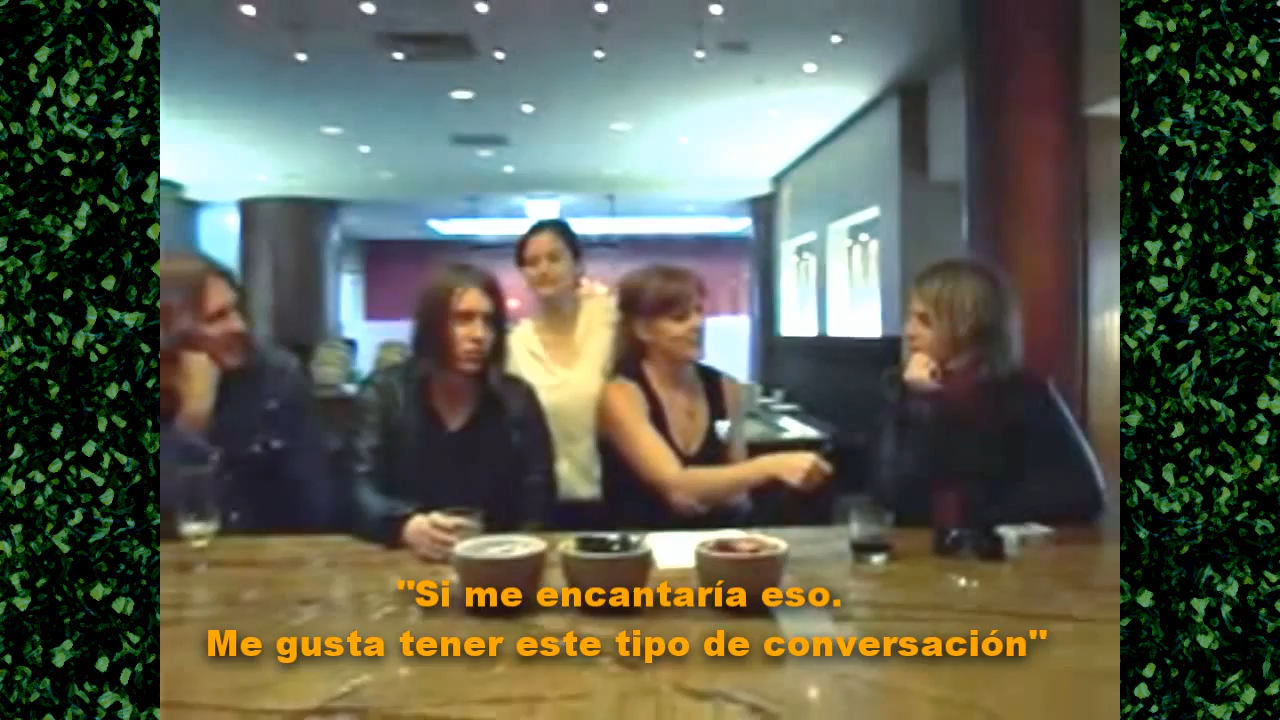 "Si me encantaría eso.
Me gusta tener este tipo de conversación"